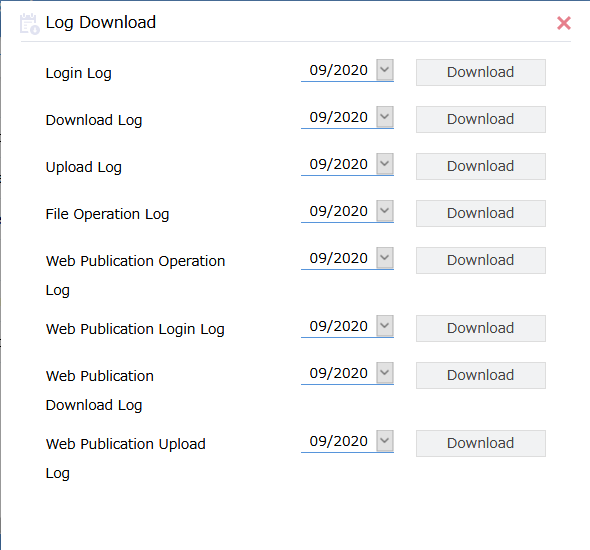 Log Download
Login Log 09/2020 Download
Download Log 09/2020 Download
Upload Log 09/2020 Download
File Operation Log 09/2020 Download
Web Publication Operation 09/2020 Download
Log
Web Publication Login Log 09/2020 Download
Web Publication 09/2020 Download
Download Log
Web Publication Upload 09/2020 Download
Log